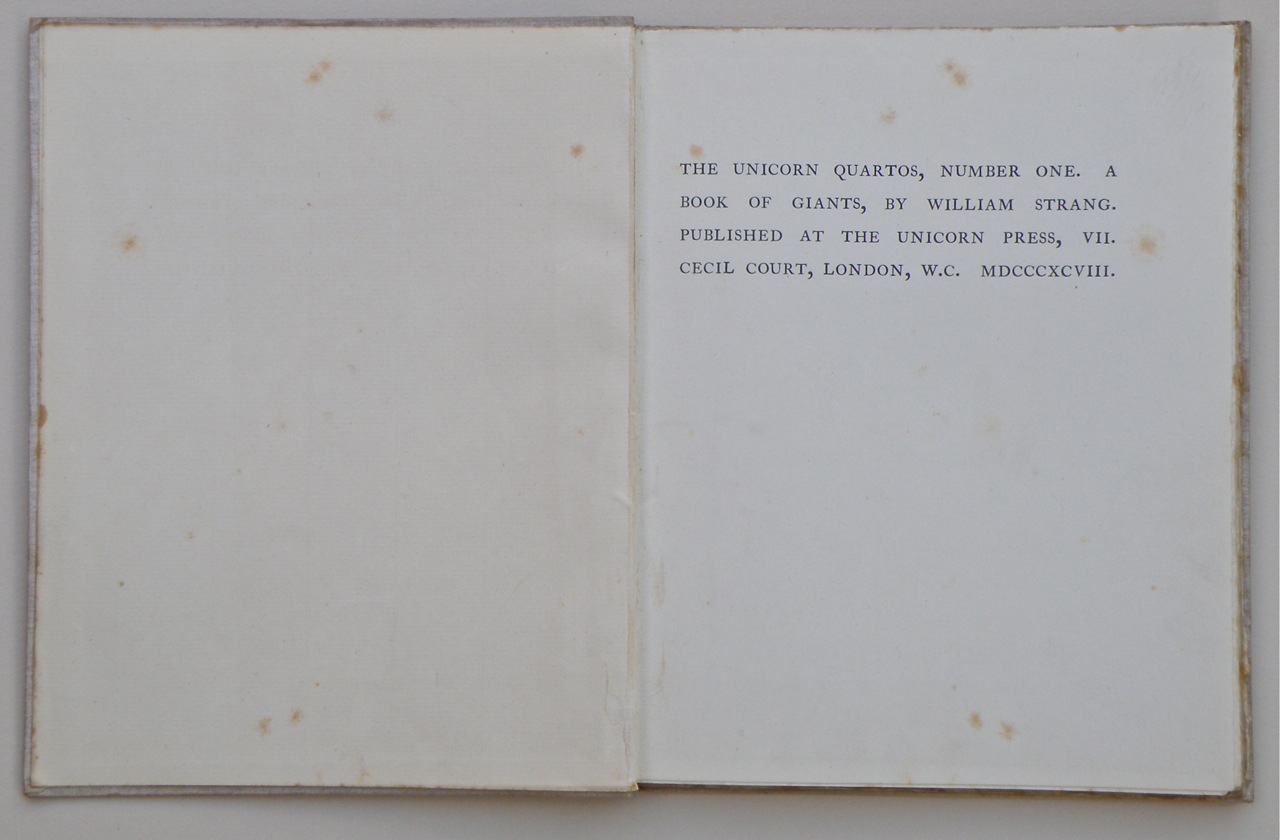 THE UNICORN QUARTOS, NUMBER ONE. A
BOOK OF GIANTS, BY WILLIAM STRANG.
PUBLISHED AT THE UNICORN PRESS, VII.
CECIL COURT, LONDON, W.C. MDCCCXCVIII.